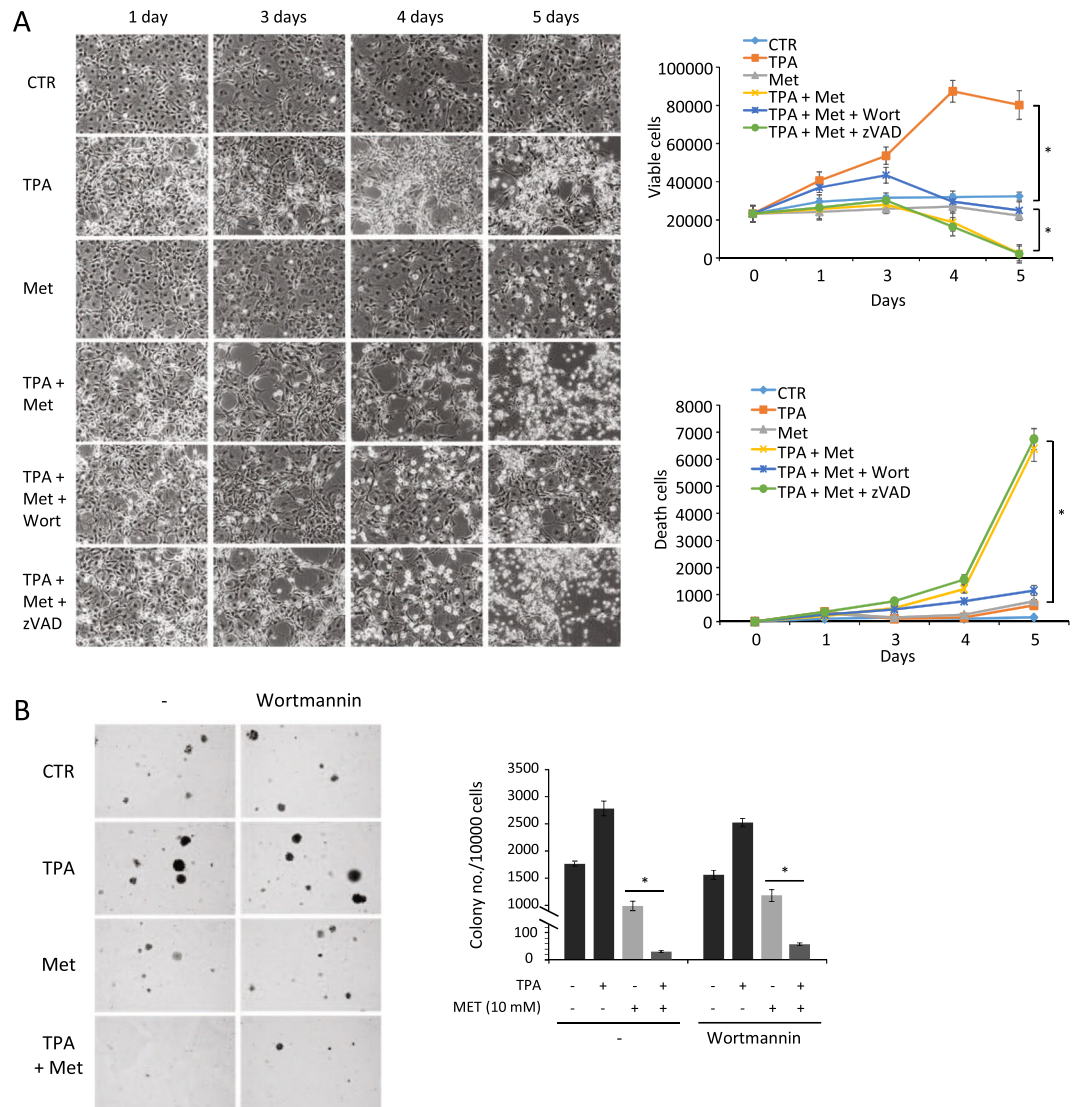 A
1 day 3 days 4 days 5 days
CTR
TPA
Met
TPA +
Met
TPA +
Met +
Wort
TPA +
Met +
zVAD
CTR
TPA
Met
TPA + Met
TPA + Met + Wort
TPA + Met + zVAD
Viable cells
100000
80000
60000
40000
20000
0
*
*
0 1 3 4 5
Days
CTR
TPA
Met
TPA + Met
TPA + Met + Wort
TPA + Met + zVAD
Death cells
8000
7000
6000
5000
4000
3000
2000
1000
0
*
0 1 3 4 5
Days
B
- Wortmannin
CTR
TPA
Met
TPA
+ Met
Colony no./10000 cells
3500
3000
2500
2000
1500
1000
100
0
* *
TPA - + - + - + - +
MET (10 mM) - - + + - - + +
- Wortmannin